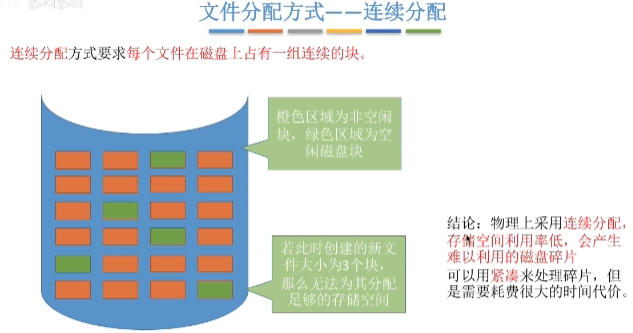 文件分配方式——连续分配
连续分配方式要求每个文件在磁盘上占有一组连续的块。
橙色区域为非空闲
块，绿色区域为空
闲磁盘块
若此时创建的新文
件大小为3个块，
那么无法为其分配
足够的存储空间
结论：物理上采用连续分配，
存储空间利用率低，会产生
难以利用的磁盘碎片
可以用紧凑来处理碎片，但
是需要耗费很大的时间代价。